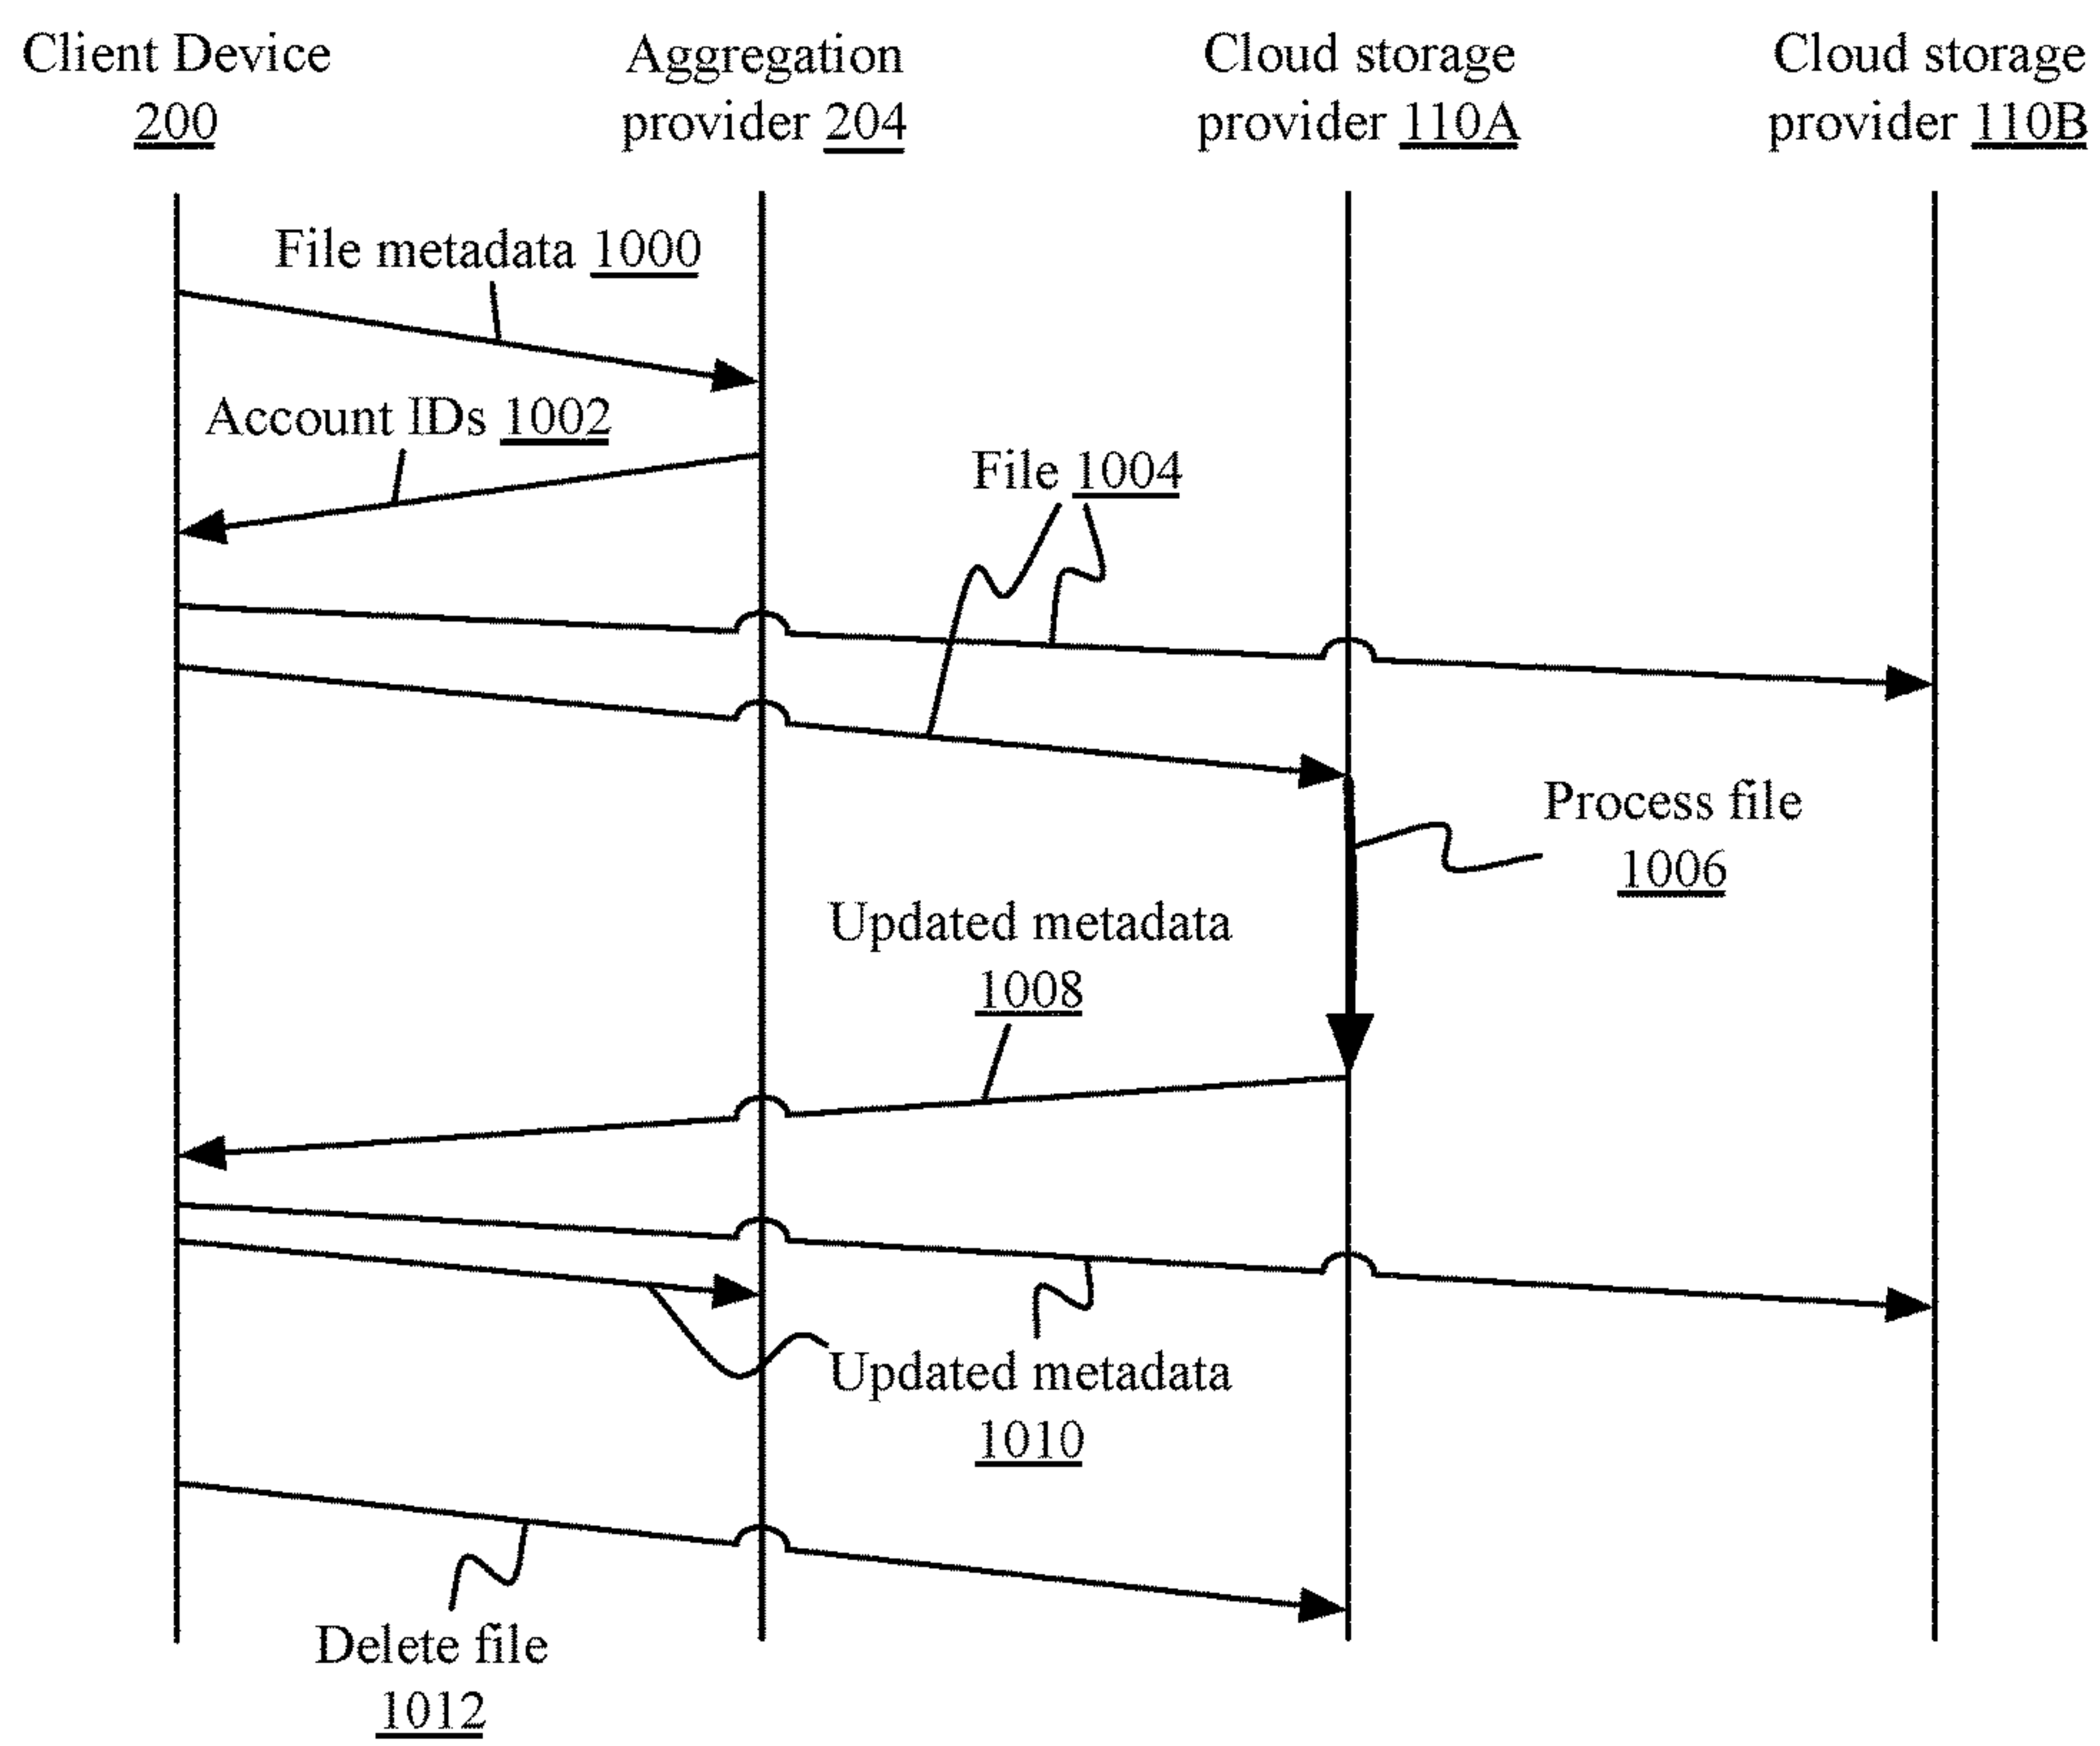 Client Device
200
Aggregation
provider 204
Cloud storage
provider 110A
Cloud storage
provider 110B
File metadata 1000
Account IDs 1002
File 1004
Process file
1006
Updated metadata
1008
Updated metadata
1010
Delete file
1012